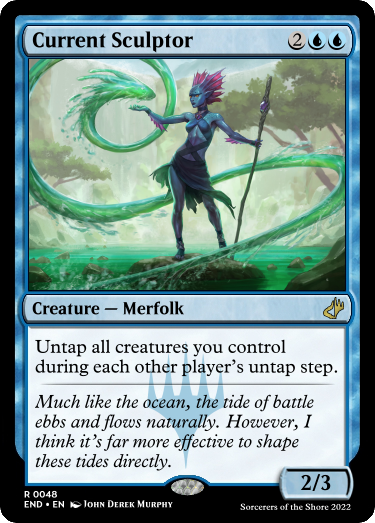 Current Sculptor 2
Creature — Merfolk
Untap all creatures you control
during each other player's untap step.
Much like the ocean, the tide of battle
ebbs and flows naturally. However, I
think it's far more effective to shape
these tides directly.
2/3
R 0048
END • EN John Derek Murphy
Sorcerers of the Shore 2022